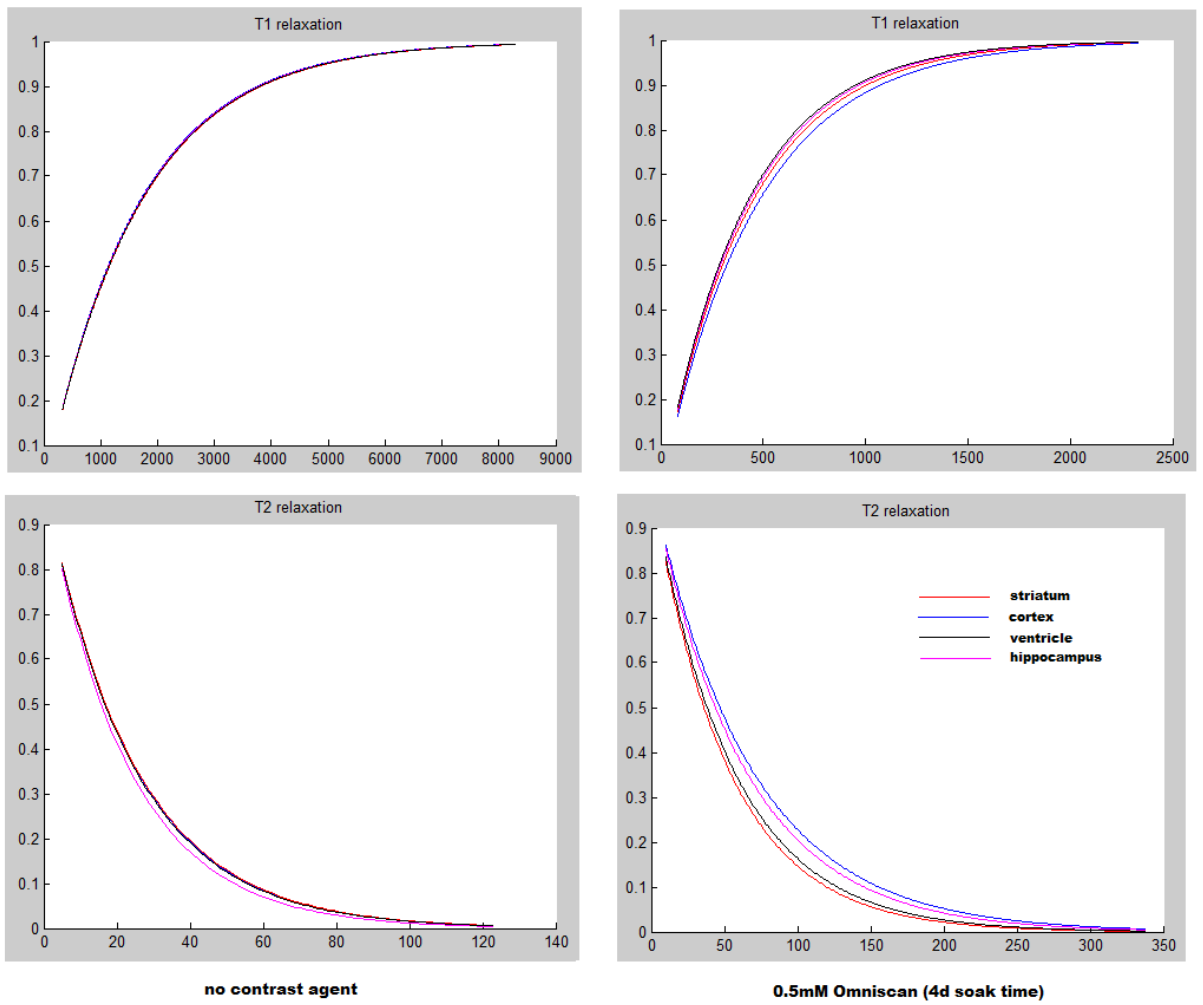 T1 relaxation
1
0.9
0.8
0.7
0.6
0.5
0.4
0.3
0.2
0.1
0 1000 2000 3000 4000 5000 6000 7000 8000 9000
T1 relaxation
1
0.9
0.8
0.7
0.6
0.5
0.4
0.3
0.2
0.1
0 500 1000 1500 2000 2500
T2 relaxation
0.9
0.8
0.7
0.6
0.5
0.4
0.3
0.2
0.1
0
0 20 40 60 80 100 120 140
T2 relaxation
0.9
0.8
0.7
0.6
0.5
0.4
0.3
0.2
0.1
0
0 50 100 150 200 250 300 350
striatum
cortex
ventricle
hippocampus
no contrast agent
0.5mM Omniscan (4d soak time)